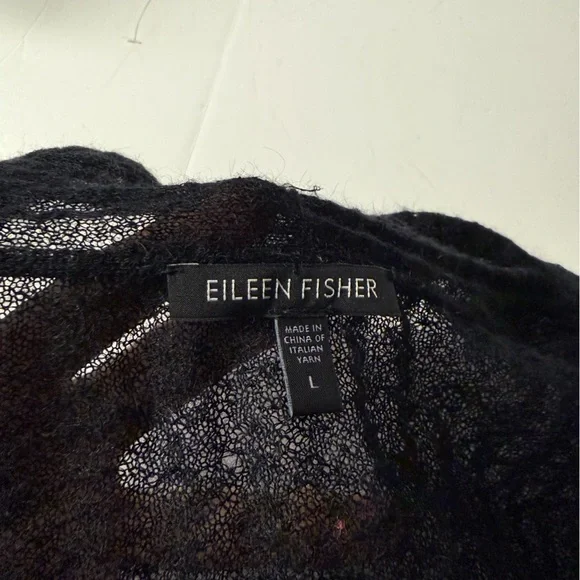 EILEEN FISHER
MADE IN
CHINA OF
ITALIAN
YARN
L